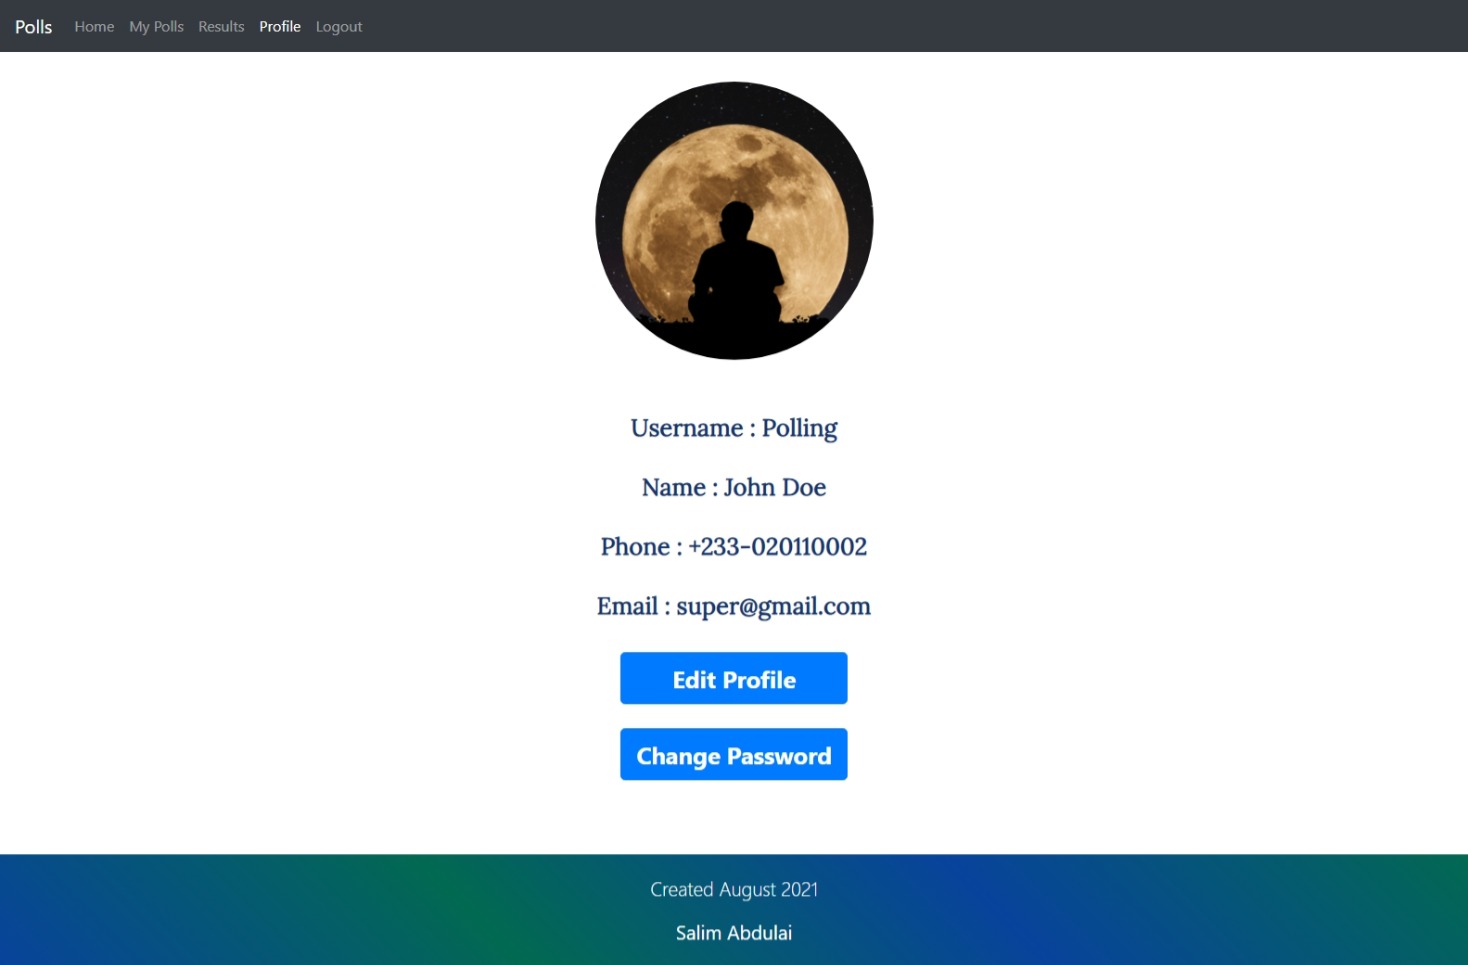 Polls Home My Polls Results Profile Logout
Username : Polling
Name : John Doe
Phone : +233-020110002
Email : super@gmail.com
Edit Profile
Change Password
Created August 2021
Salim Abdulai